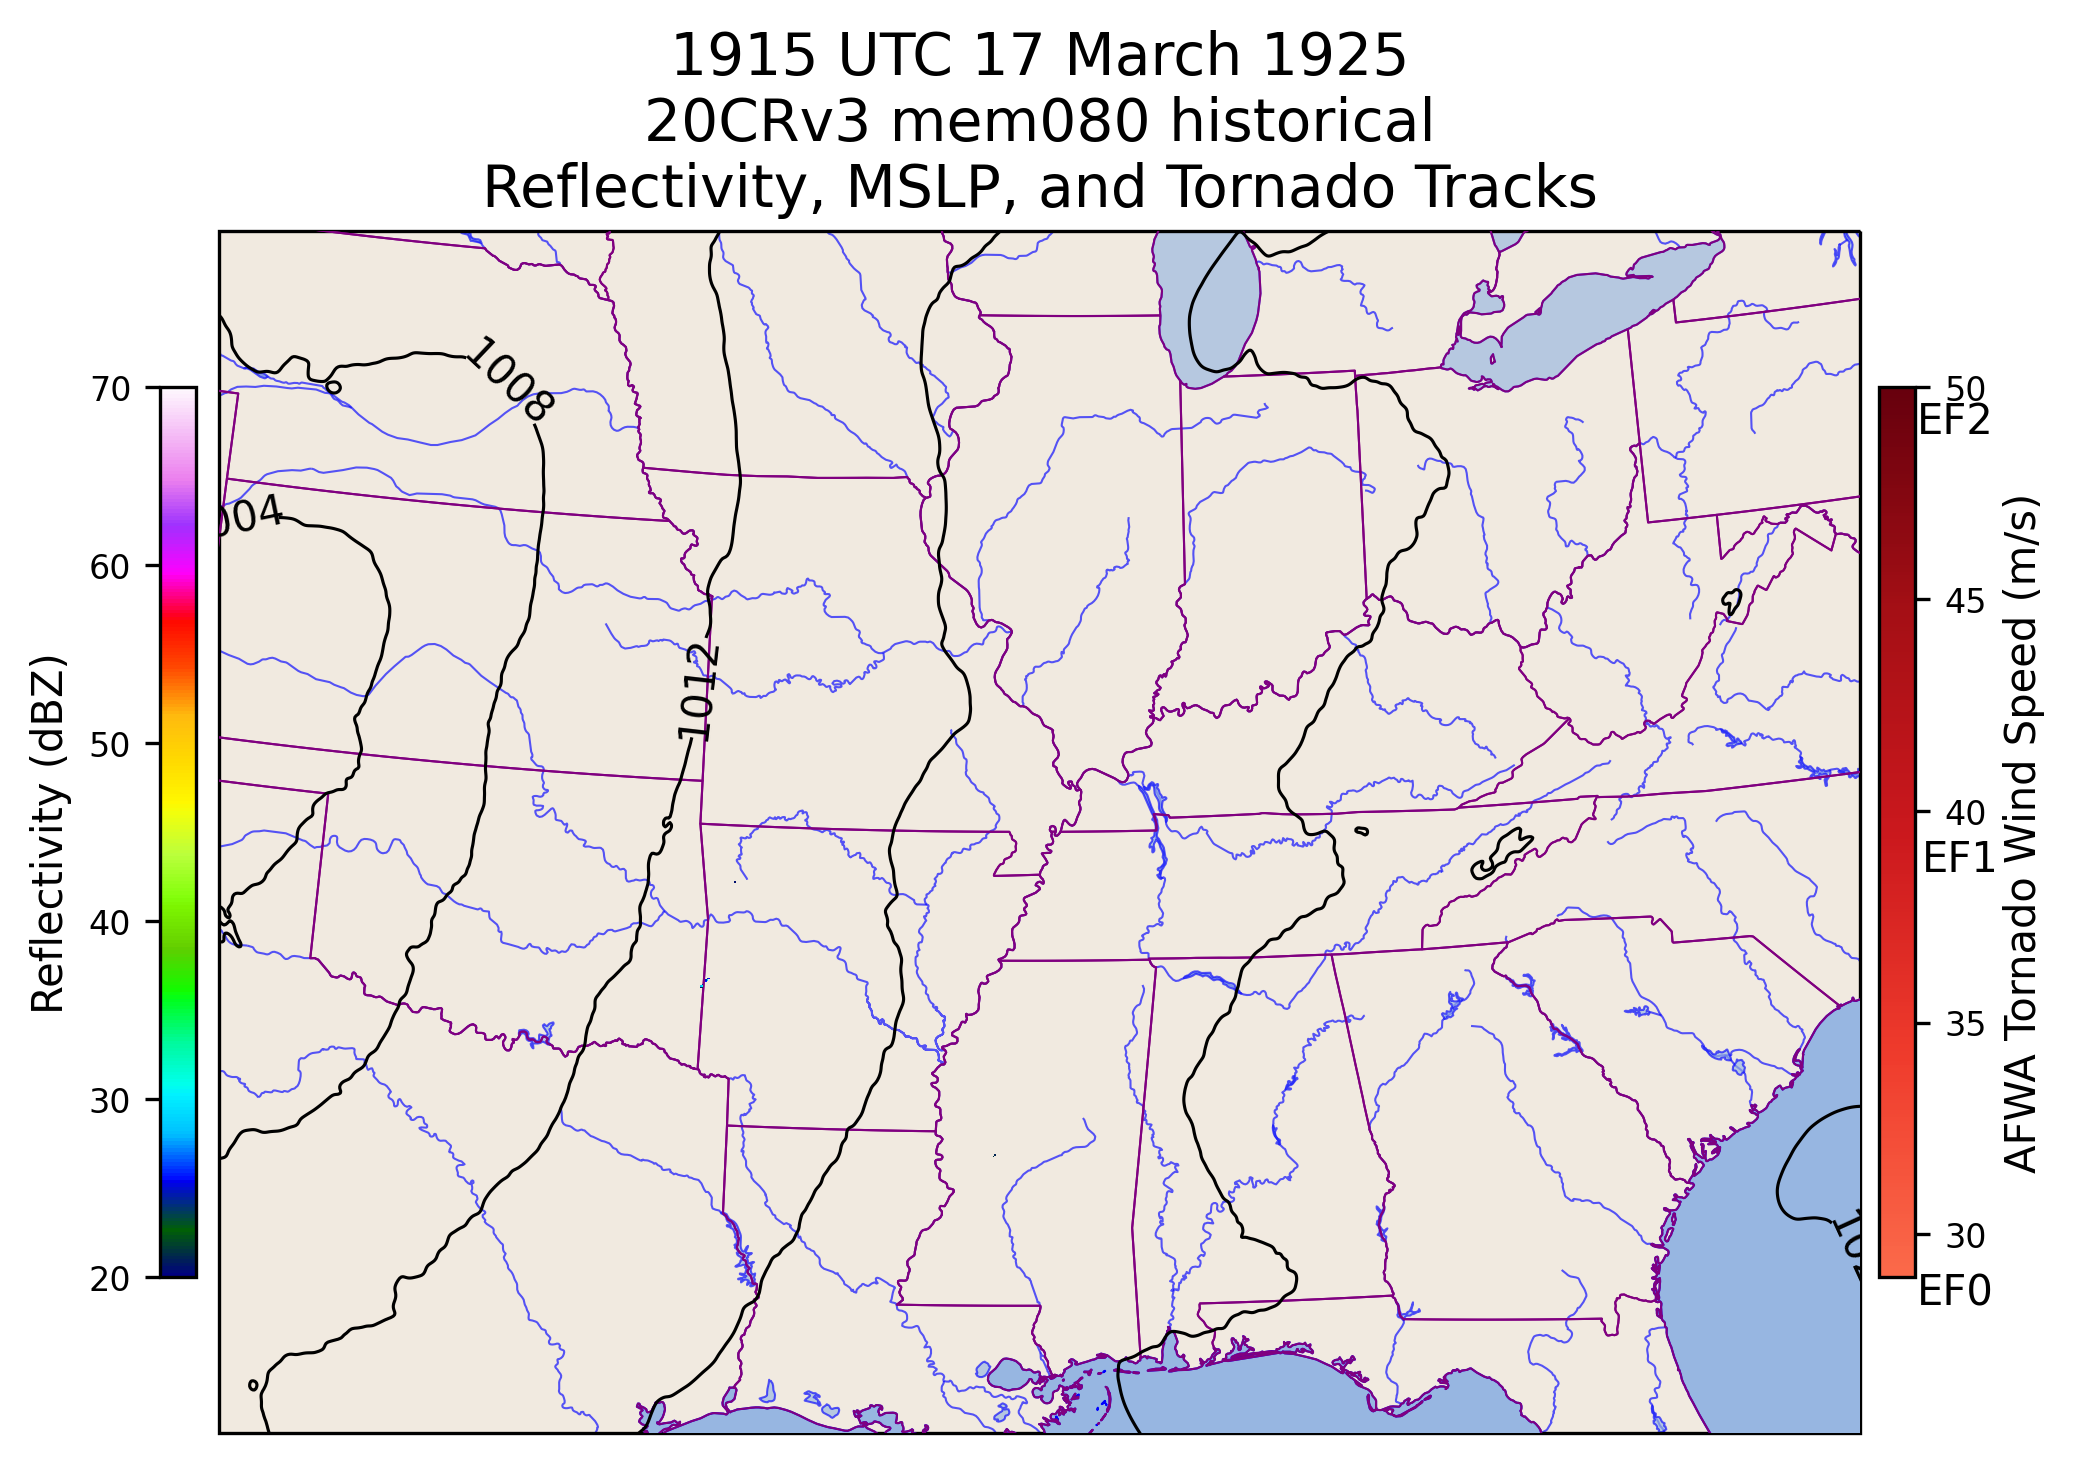 1915 UTC 17 March 1925
20CRv3 mem080 historical
Reflectivity, MSLP, and Tornado Tracks
1008
004
1012
70
60
50
40
30
20
Reflectivity (dBZ)
50
EF2
45
40
EF1
35
30
EF0
AFWA Tornado Wind Speed (m/s)